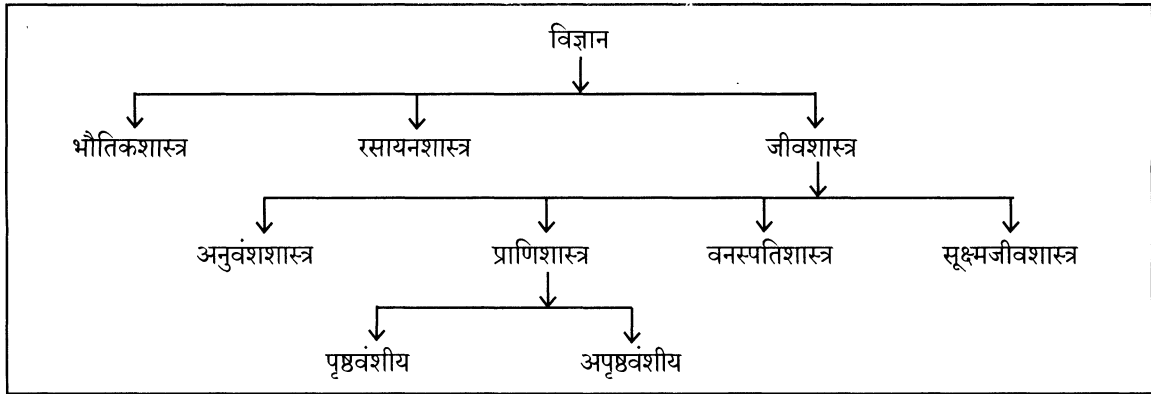 विज्ञान
भौतिकशास्त्र रसायनशास्त्र जीवशास्त्र
अनुवंशशास्त्र प्राणिशास्त्र वनस्पतिशास्त्र सूक्ष्मजीवशास्त्र
पृष्ठवंशीय अपृष्ठवंशीय